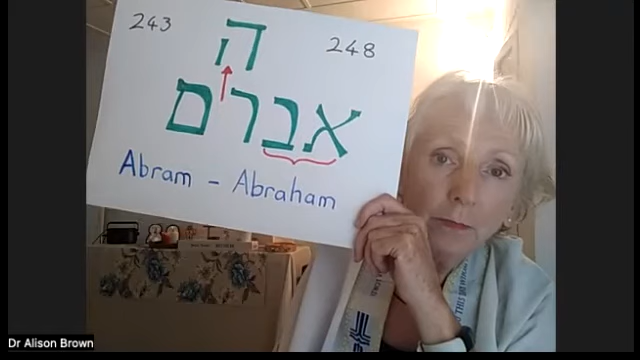 243 248
ה
אברם
Abram - Abraham
Dr Alison Brown